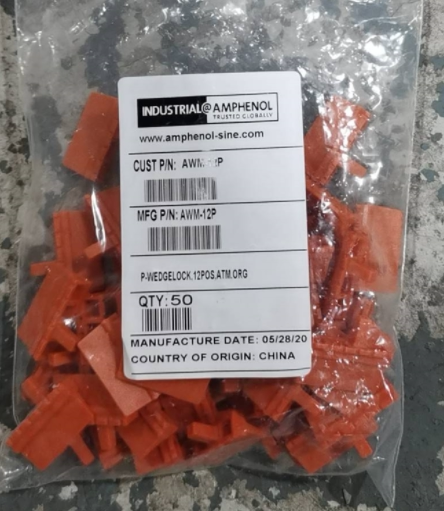 INDUSTRIAL@AMPHENOL
TRUSTED GLOBALLY
www.amphenol-sine.com
CUST P/N:
MFG P/N: AWM-12P
P-WEDGELOCK,12POS,ATM,ORG
QTY: 50
MANUFACTURE DATE: 05/28/20
COUNTRY OF ORIGIN: CHINA